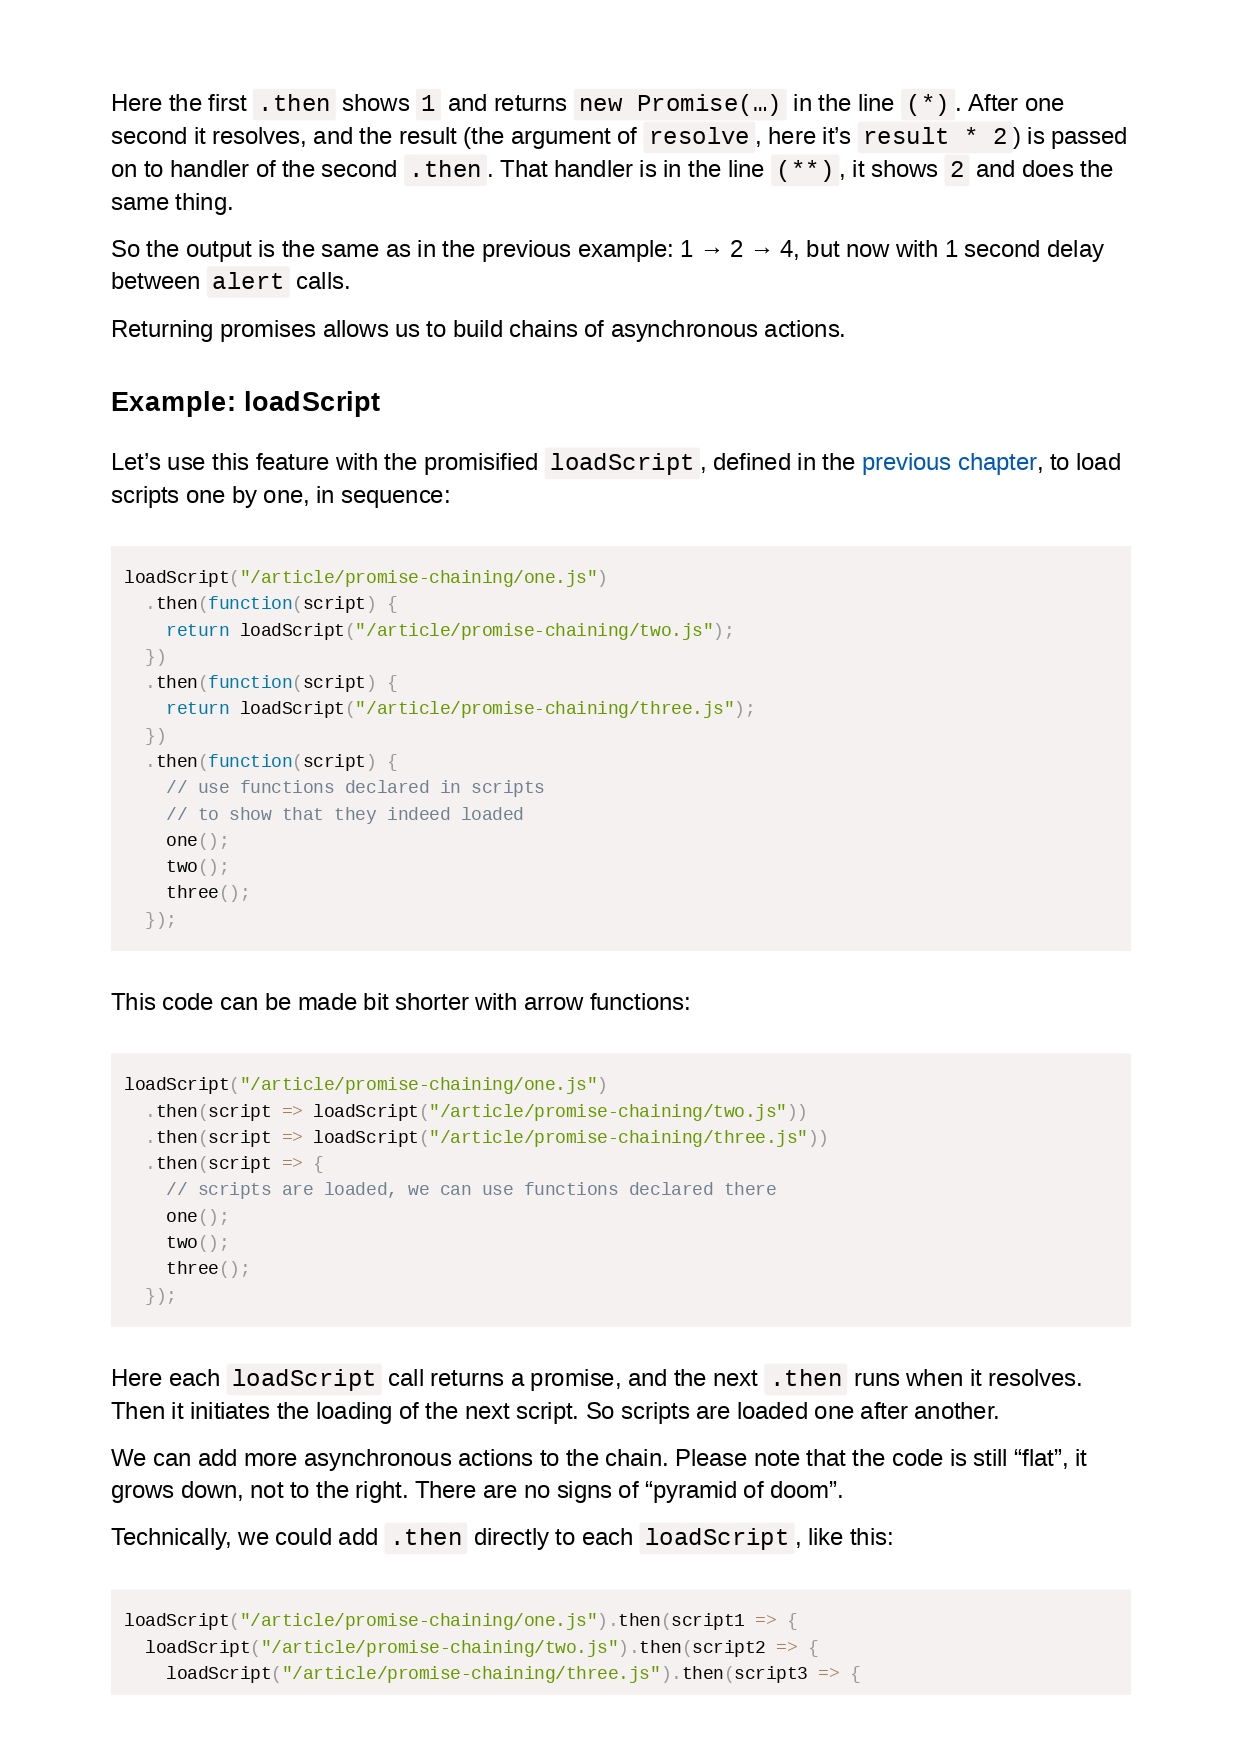 Here the first .then shows 1 and returns new Promise(…) in the line (*). After one
second it resolves, and the result (the argument of resolve, here it’s result * 2) is passed
on to handler of the second .then. That handler is in the line (**), it shows 2 and does the
same thing.
So the output is the same as in the previous example: 1 → 2 → 4, but now with 1 second delay
between alert calls.
Returning promises allows us to build chains of asynchronous actions.
Example: loadScript
Let’s use this feature with the promisified loadScript, defined in the previous chapter, to load
scripts one by one, in sequence:
loadScript("/article/promise-chaining/one.js")
  .then(function(script) {
    return loadScript("/article/promise-chaining/two.js");
  })
  .then(function(script) {
    return loadScript("/article/promise-chaining/three.js");
  })
  .then(function(script) {
    // use functions declared in scripts
    // to show that they indeed loaded
    one();
    two();
    three();
  });
This code can be made bit shorter with arrow functions:
loadScript("/article/promise-chaining/one.js")
  .then(script => loadScript("/article/promise-chaining/two.js"))
  .then(script => loadScript("/article/promise-chaining/three.js"))
  .then(script => {
    // scripts are loaded, we can use functions declared there
    one();
    two();
    three();
  });
Here each loadScript call returns a promise, and the next .then runs when it resolves.
Then it initiates the loading of the next script. So scripts are loaded one after another.
We can add more asynchronous actions to the chain. Please note that the code is still “flat”, it
grows down, not to the right. There are no signs of “pyramid of doom”.
Technically, we could add .then directly to each loadScript, like this:
loadScript("/article/promise-chaining/one.js").then(script1 => {
  loadScript("/article/promise-chaining/two.js").then(script2 => {
    loadScript("/article/promise-chaining/three.js").then(script3 => {